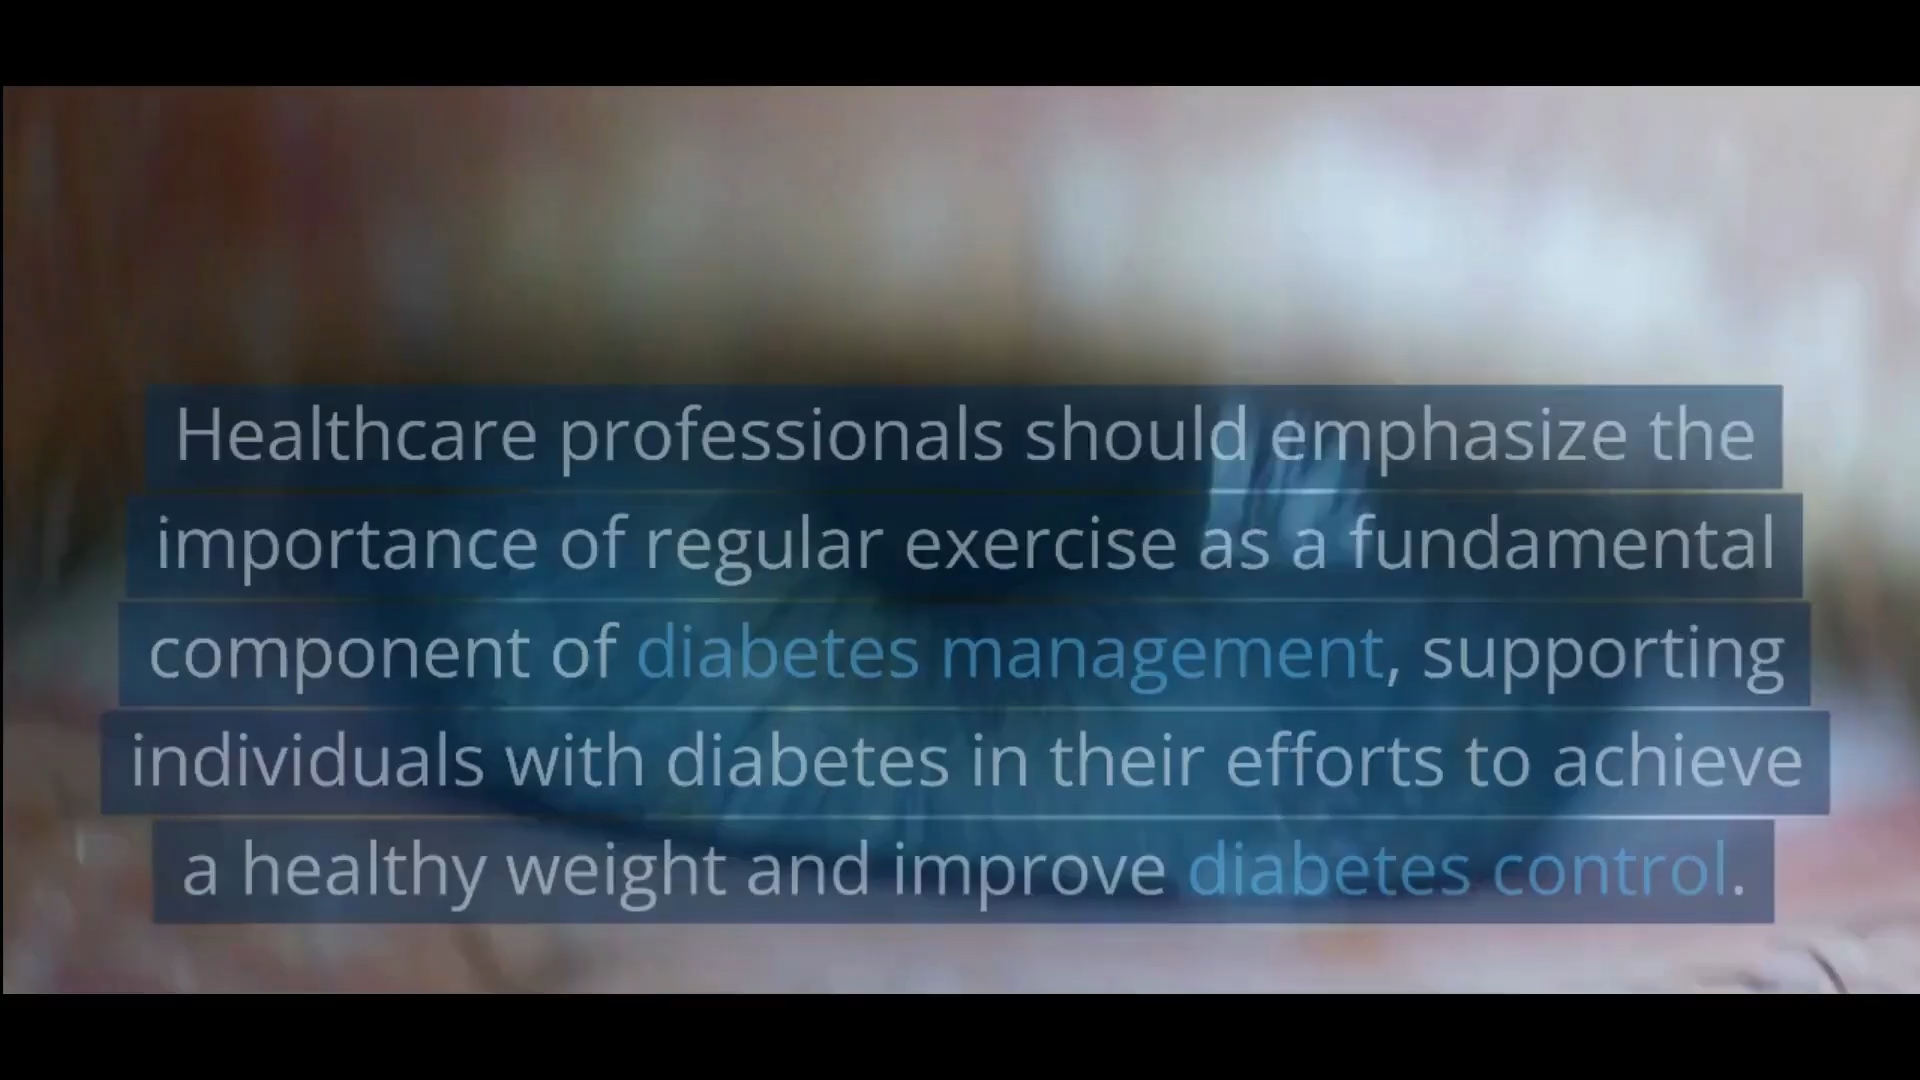 Healthcare professionals should emphasize the
importance of regular exercise as a fundamental
component of diabetes management, supporting
individuals with diabetes in their efforts to achieve
a healthy weight and improve diabetes control.